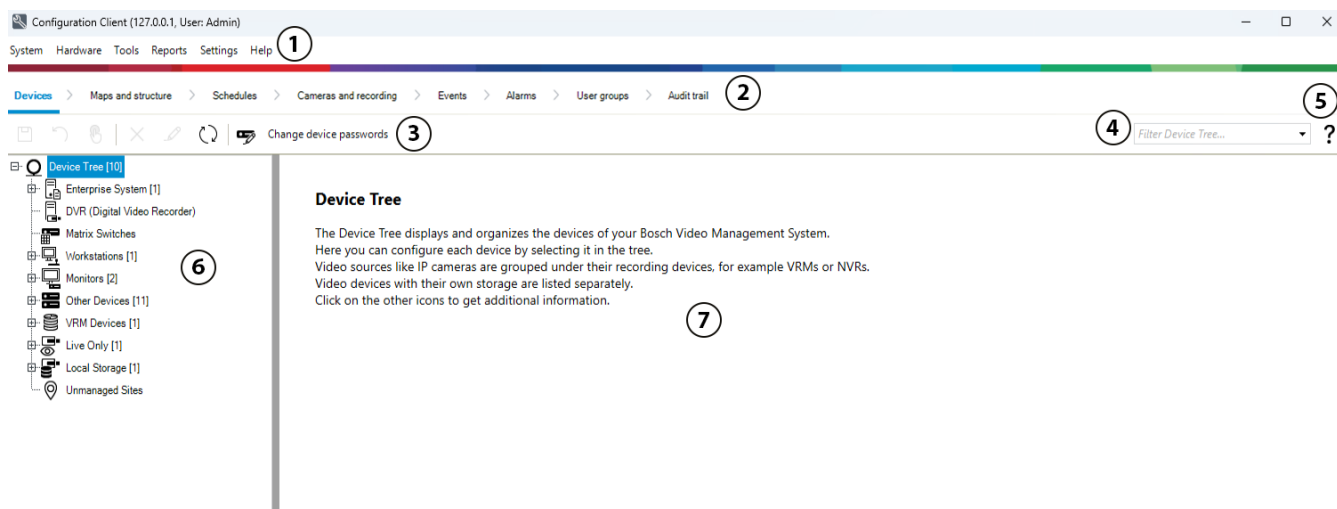 Configuration Client (127.0.0.1, User: Admin)
System Hardware Tools Reports Settings Help 1
Devices > Maps and structure > Schedules > Cameras and recording > Events > Alarms > User groups > Audit trail 2
5
Change device passwords 3 4 Filter Device Tree... ?
Device Tree [10]
Enterprise System [1]
DVR (Digital Video Recorder)
Matrix Switches
Workstations [1]
Monitors [2]
Other Devices [11]
VRM Devices [1]
Live Only [1]
Local Storage [1]
Unmanaged Sites
6
Device Tree
The Device Tree displays and organizes the devices of your Bosch Video Management System.
Here you can configure each device by selecting it in the tree.
Video sources like IP cameras are grouped under their recording devices, for example VRMs or NVRs.
Video devices with their own storage are listed separately.
Click on the other icons to get additional information.
7